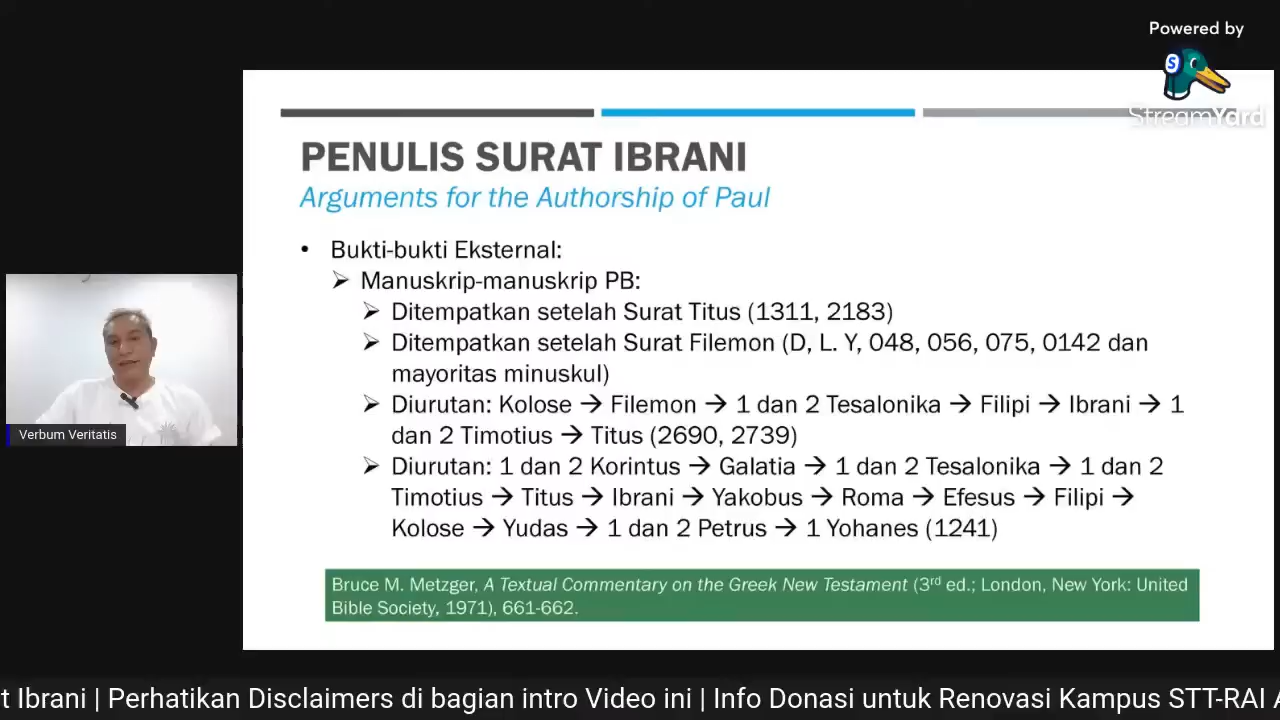 Powered by
S
StreamYard
PENULIS SURAT IBRANI
Arguments for the Authorship of Paul
• Bukti-bukti Eksternal:
➢ Manuskrip-manuskrip PB:
➢ Ditempatkan setelah Surat Titus (1311, 2183)
➢ Ditempatkan setelah Surat Filemon (D, L. Y, 048, 056, 075, 0142 dan
mayoritas minuskul)
➢ Diurutan: Kolose → Filemon → 1 dan 2 Tesalonika → Filipi → Ibrani → 1
dan 2 Timotius → Titus (2690, 2739)
➢ Diurutan: 1 dan 2 Korintus → Galatia → 1 dan 2 Tesalonika → 1 dan 2
Timotius → Titus → Ibrani → Yakobus → Roma → Efesus → Filipi →
Kolose → Yudas → 1 dan 2 Petrus → 1 Yohanes (1241)
Bruce M. Metzger, A Textual Commentary on the Greek New Testament (3rd ed.; London, New York: United
Bible Society, 1971), 661-662.
Verbum Veritatis
t Ibrani | Perhatikan Disclaimers di bagian intro Video ini | Info Donasi untuk Renovasi Kampus STT-RAI